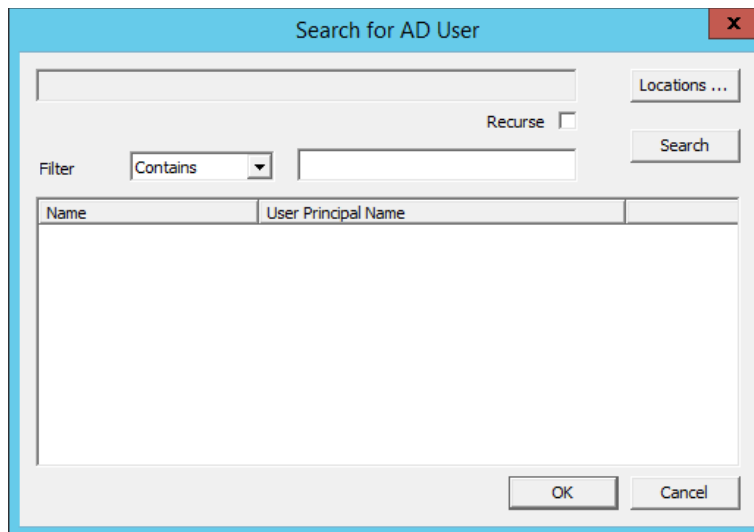 Search for AD User
x
Locations ...
Recurse
Search
Filter
Contains
Name
User Principal Name
OK
Cancel